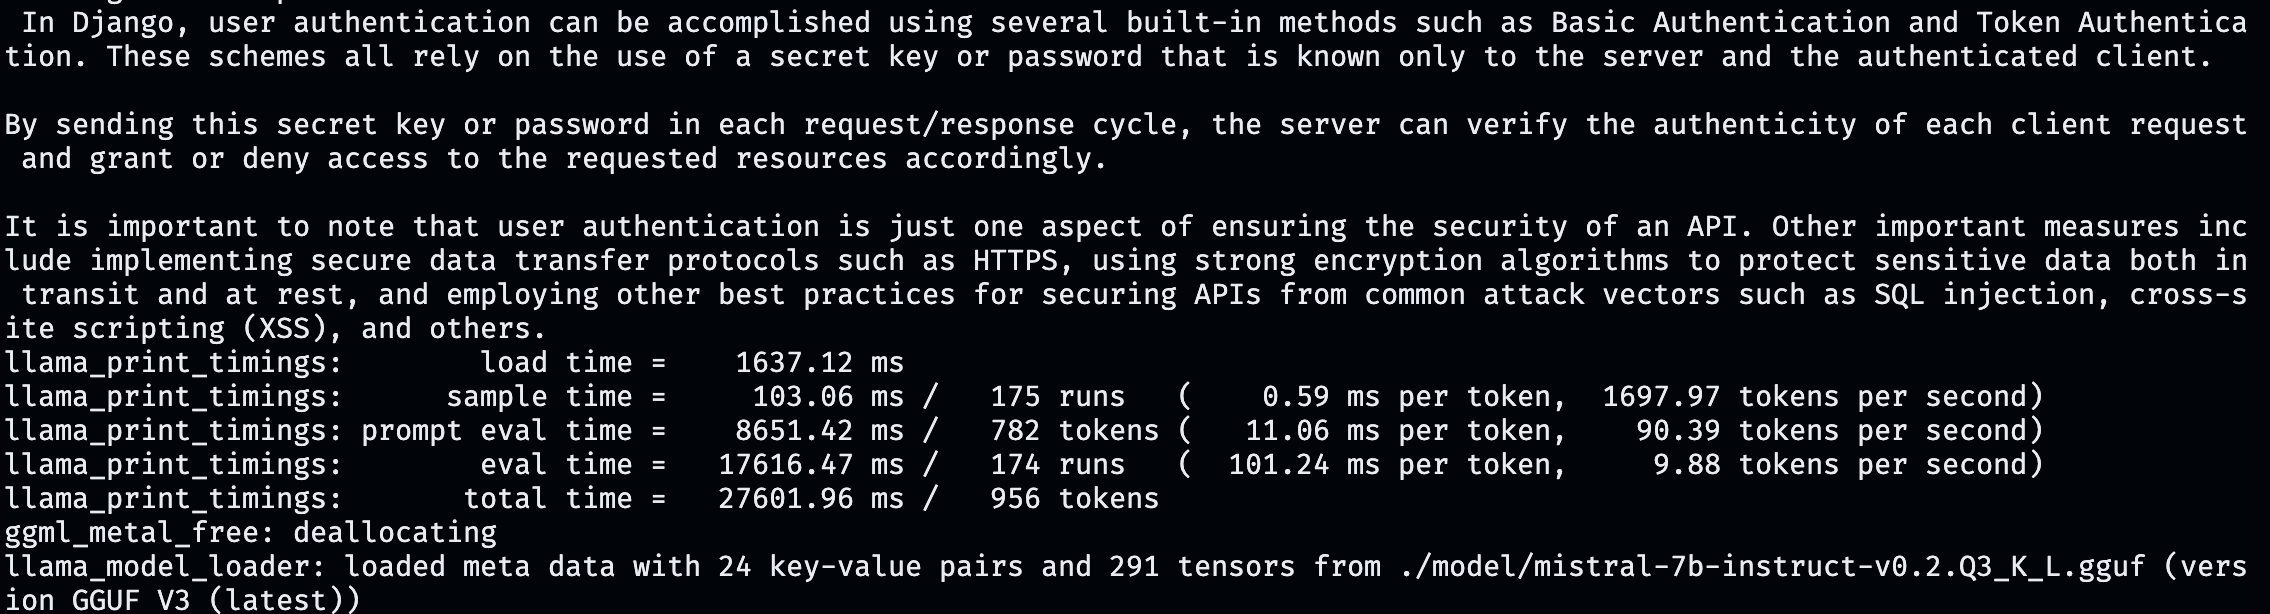 In Django, user authentication can be accomplished using several built-in methods such as Basic Authentication and Token Authentica
tion. These schemes all rely on the use of a secret key or password that is known only to the server and the authenticated client.
By sending this secret key or password in each request/response cycle, the server can verify the authenticity of each client request
 and grant or deny access to the requested resources accordingly.
It is important to note that user authentication is just one aspect of ensuring the security of an API. Other important measures inc
lude implementing secure data transfer protocols such as HTTPS, using strong encryption algorithms to protect sensitive data both in
 transit and at rest, and employing other best practices for securing APIs from common attack vectors such as SQL injection, cross-s
ite scripting (XSS), and others.
llama_print_timings:        load time =    1637.12 ms
llama_print_timings:      sample time =     103.06 ms /   175 runs   (    0.59 ms per token,  1697.97 tokens per second)
llama_print_timings: prompt eval time =    8651.42 ms /   782 tokens (   11.06 ms per token,    90.39 tokens per second)
llama_print_timings:        eval time =   17616.47 ms /   174 runs   (  101.24 ms per token,     9.88 tokens per second)
llama_print_timings:       total time =   27601.96 ms /   956 tokens
ggml_metal_free: deallocating
llama_model_loader: loaded meta data with 24 key-value pairs and 291 tensors from ./model/mistral-7b-instruct-v0.2.Q3_K_L.gguf (vers
ion GGUF V3 (latest))